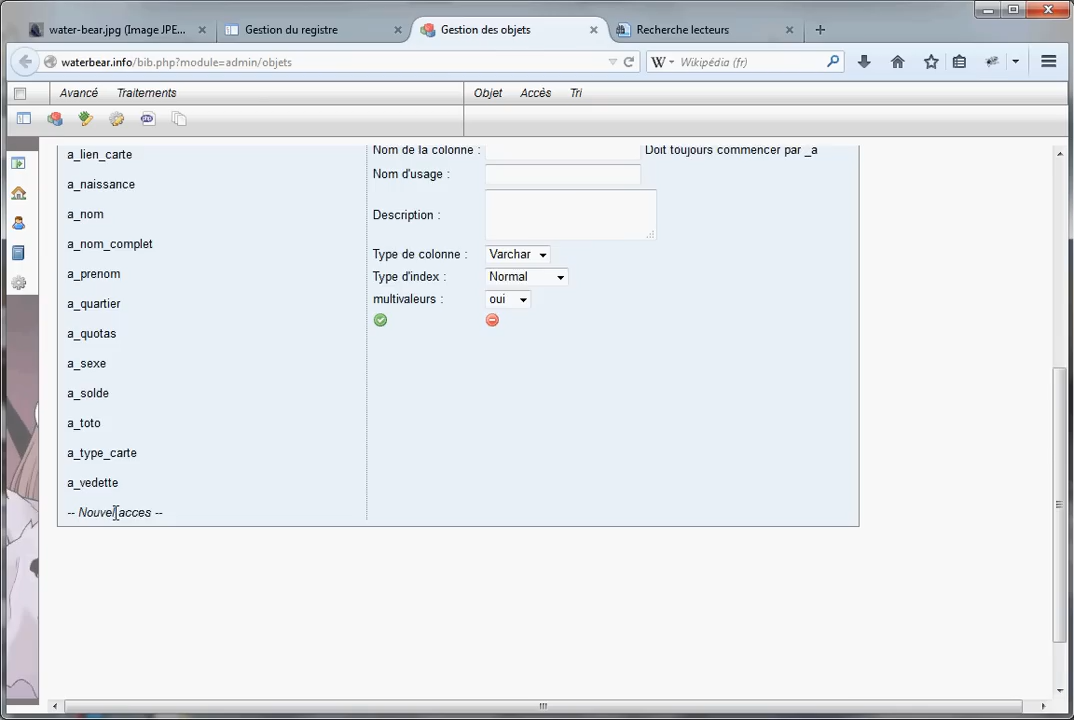 water-bear.jpg (Image JPE...
Gestion du registre
Gestion des objets
Recherche lecteurs
waterbear.info/bib.php?module=admin/objets
W Wikipédia (fr)
Avancé Traitements
Objet Accès Tri
a_lien_carte
a_naissance
a_nom
a_nom_complet
a_prenom
a_quartier
a_quotas
a_sexe
a_solde
a_toto
a_type_carte
a_vedette
-- Nouvel acces --
Nom de la colonne : Doit toujours commencer par _a
Nom d'usage :
Description :
Type de colonne : Varchar
Type d'index : Normal
multivaleurs : oui